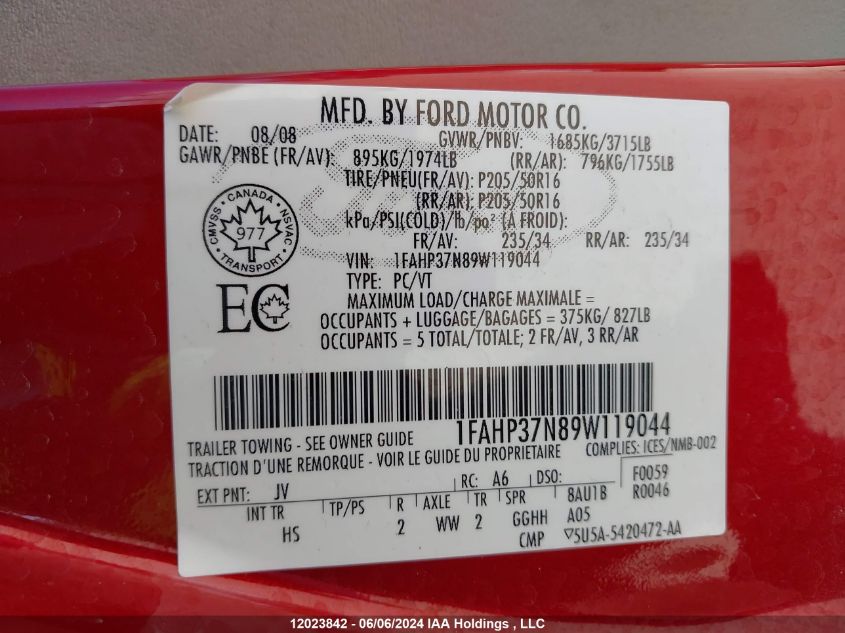 MFD. BY FORD MOTOR CO.
DATE: 08/08 GVWR/PNBV: 1685KG/3715LB
GAWR/PNBE (FR/AV): 895KG/1974LB (RR/AR): 796KG/1755LB
TIRE/PNEU(FR/AV): P205/50R16
(RR/AR): P205/50R16
kPa/PSI(COLD)/lb/po² (À FROID):
FR/AV: 235/34 RR/AR: 235/34
CMVSS CANADA NSVAC
977
TRANSPORT
VIN: 1FAHP37N89W119044
TYPE: PC/VT
EC
MAXIMUM LOAD/CHARGE MAXIMALE =
OCCUPANTS + LUGGAGE/BAGAGES = 375KG/ 827LB
OCCUPANTS = 5 TOTAL/TOTALE; 2 FR/AV, 3 RR/AR
1FAHP37N89W119044
TRAILER TOWING - SEE OWNER GUIDE COMPLIES: ICES/NMB-002
TRACTION D'UNE REMORQUE - VOIR LE GUIDE DU PROPRIETAIRE
EXT PNT: JV RC: A6 DSO: F0059
INT TR TP/PS R AXLE TR SPR 8AU1B R0046
HS 2 WW 2 GGHH A05
CMP ▽5U5A-5420472-AA
12023842 - 06/06/2024 IAA Holdings , LLC